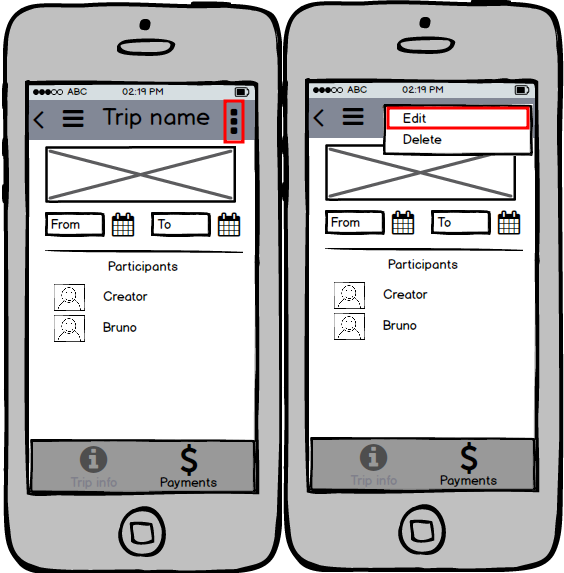 ABC 02:19 PM
Trip name
From To
Participants
Creator
Bruno
Trip info Payments
ABC 02:19 PM
Edit
Delete
From To
Participants
Creator
Bruno
Trip info Payments